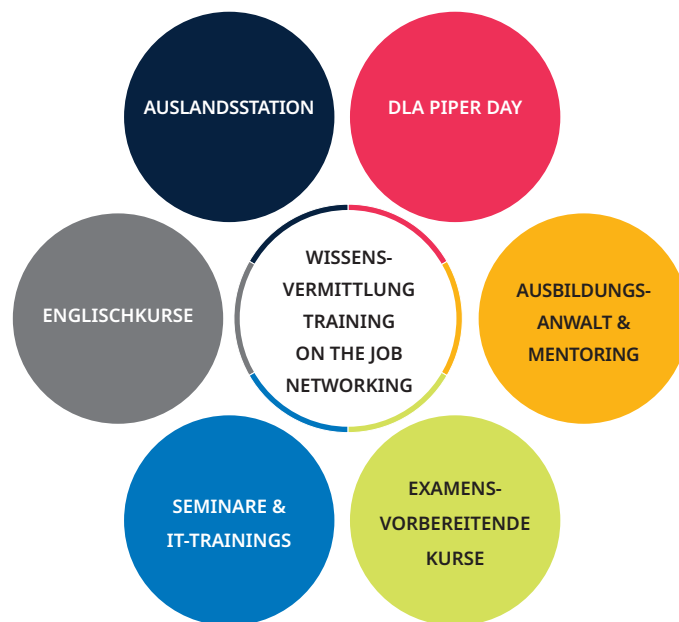 AUSLANDSSTATION
DLA PIPER DAY
WISSENS-
VERMITTLUNG
TRAINING
ON THE JOB
NETWORKING
ENGLISCHKURSE
AUSBILDUNGS-
ANWALT &
MENTORING
SEMINARE &
IT-TRAININGS
EXAMENS-
VORBEREITENDE
KURSE